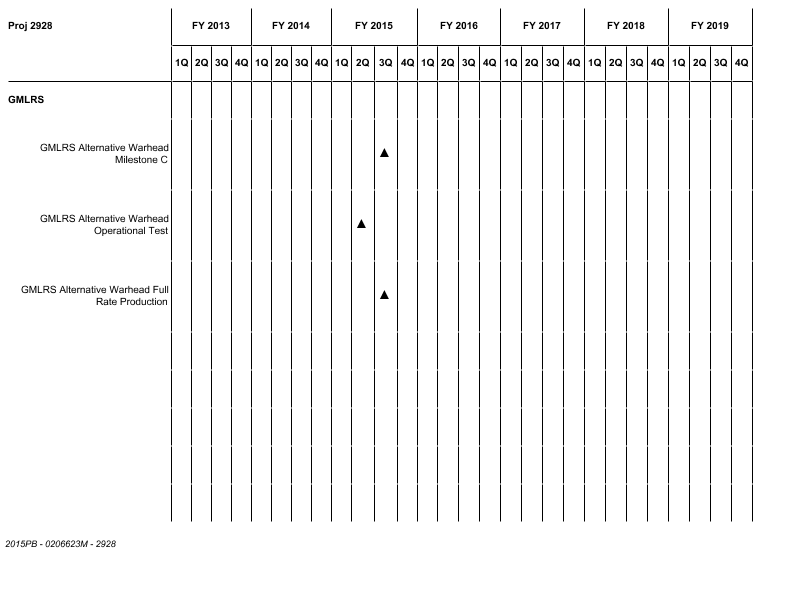 Proj 2928 FY 2013 FY 2014 FY 2015 FY 2016 FY 2017 FY 2018 FY 2019
1Q 2Q 3Q 4Q 1Q 2Q 3Q 4Q 1Q 2Q 3Q 4Q 1Q 2Q 3Q 4Q 1Q 2Q 3Q 4Q 1Q 2Q 3Q 4Q 1Q 2Q 3Q 4Q
GMLRS
GMLRS Alternative Warhead
Milestone C
GMLRS Alternative Warhead
Operational Test
GMLRS Alternative Warhead Full
Rate Production
2015PB - 0206623M - 2928